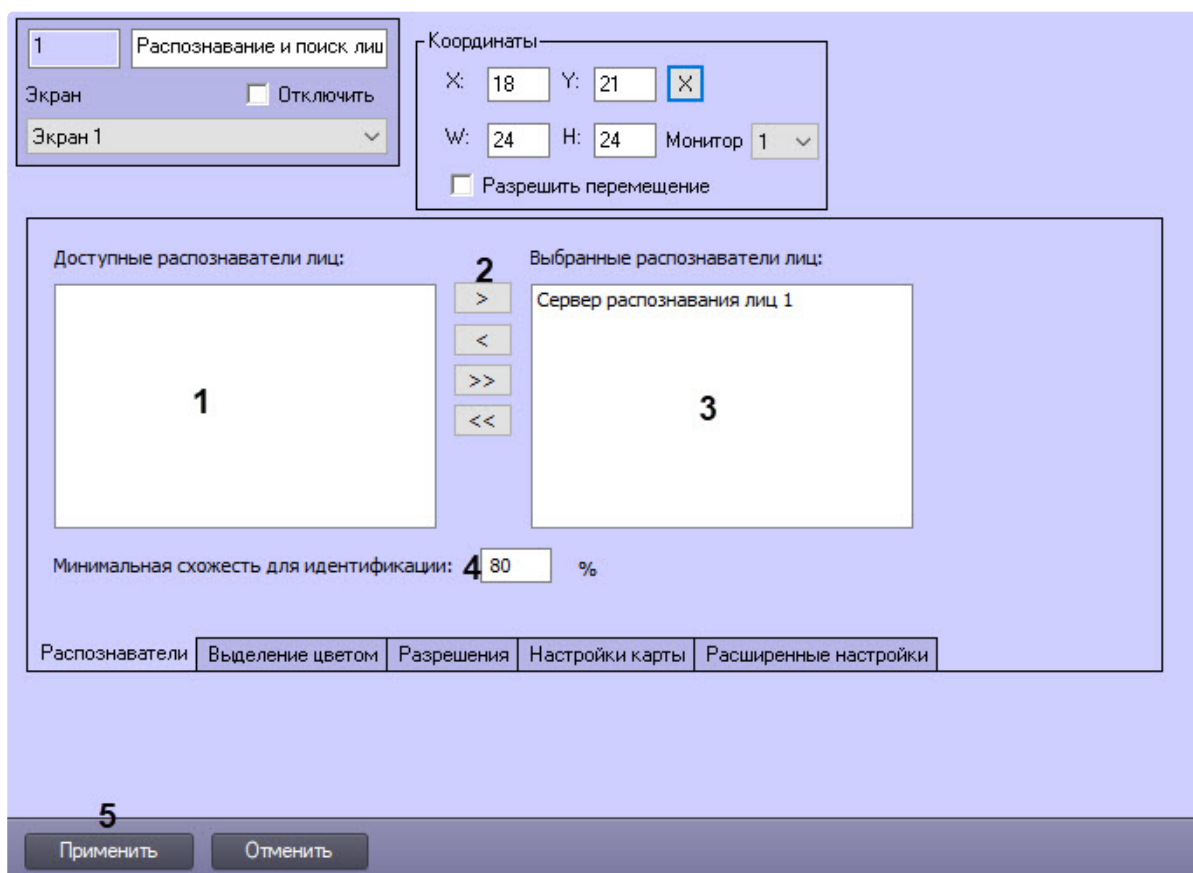 1 Распознавание и поиск лиц
Экран Отключить
Экран 1
Координаты
X: 18 Y: 21 X
W: 24 H: 24 Монитор 1
Разрешить перемещение
Доступные распознаватели лиц:
1
2
>
<
>>
<<
Выбранные распознаватели лиц:
Сервер распознавания лиц 1
3
Минимальная схожесть для идентификации: 4 80 %
Распознаватели Выделение цветом Разрешения Настройки карты Расширенные настройки
5
Применить Отменить